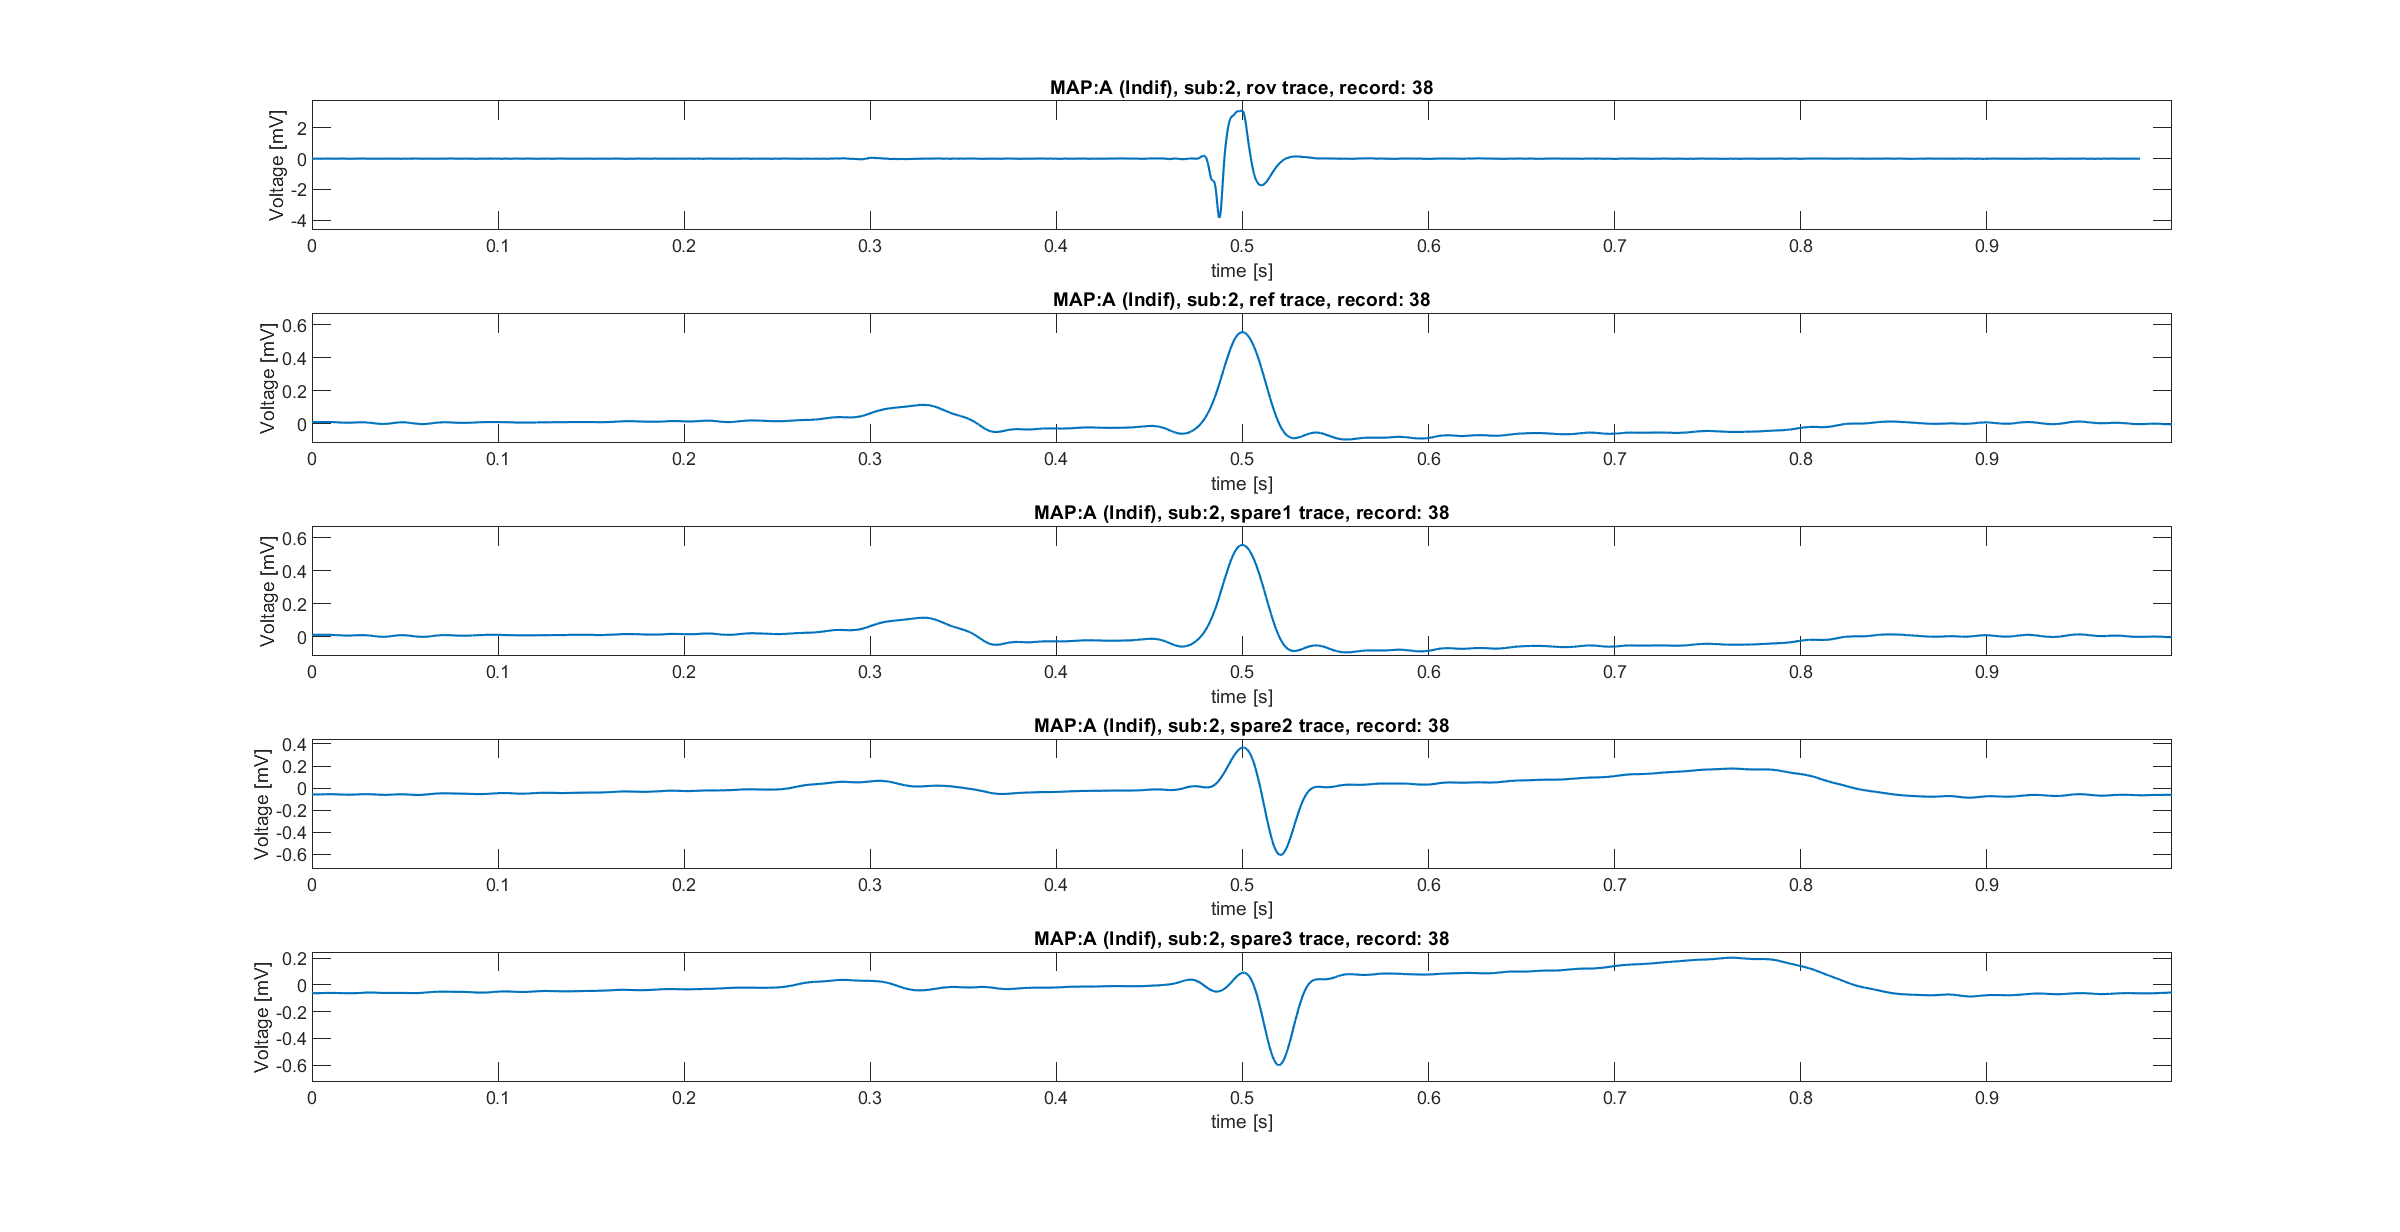 MAP:A (Indif), sub:2, rov trace, record: 38
Voltage [mV]
2
0
-2
-4
0 0.1 0.2 0.3 0.4 0.5 0.6 0.7 0.8 0.9
time [s]
MAP:A (Indif), sub:2, ref trace, record: 38
Voltage [mV]
0.6
0.4
0.2
0
0 0.1 0.2 0.3 0.4 0.5 0.6 0.7 0.8 0.9
time [s]
MAP:A (Indif), sub:2, spare1 trace, record: 38
Voltage [mV]
0.6
0.4
0.2
0
0 0.1 0.2 0.3 0.4 0.5 0.6 0.7 0.8 0.9
time [s]
MAP:A (Indif), sub:2, spare2 trace, record: 38
Voltage [mV]
0.4
0.2
0
-0.2
-0.4
-0.6
0 0.1 0.2 0.3 0.4 0.5 0.6 0.7 0.8 0.9
time [s]
MAP:A (Indif), sub:2, spare3 trace, record: 38
Voltage [mV]
0.2
0
-0.2
-0.4
-0.6
0 0.1 0.2 0.3 0.4 0.5 0.6 0.7 0.8 0.9
time [s]